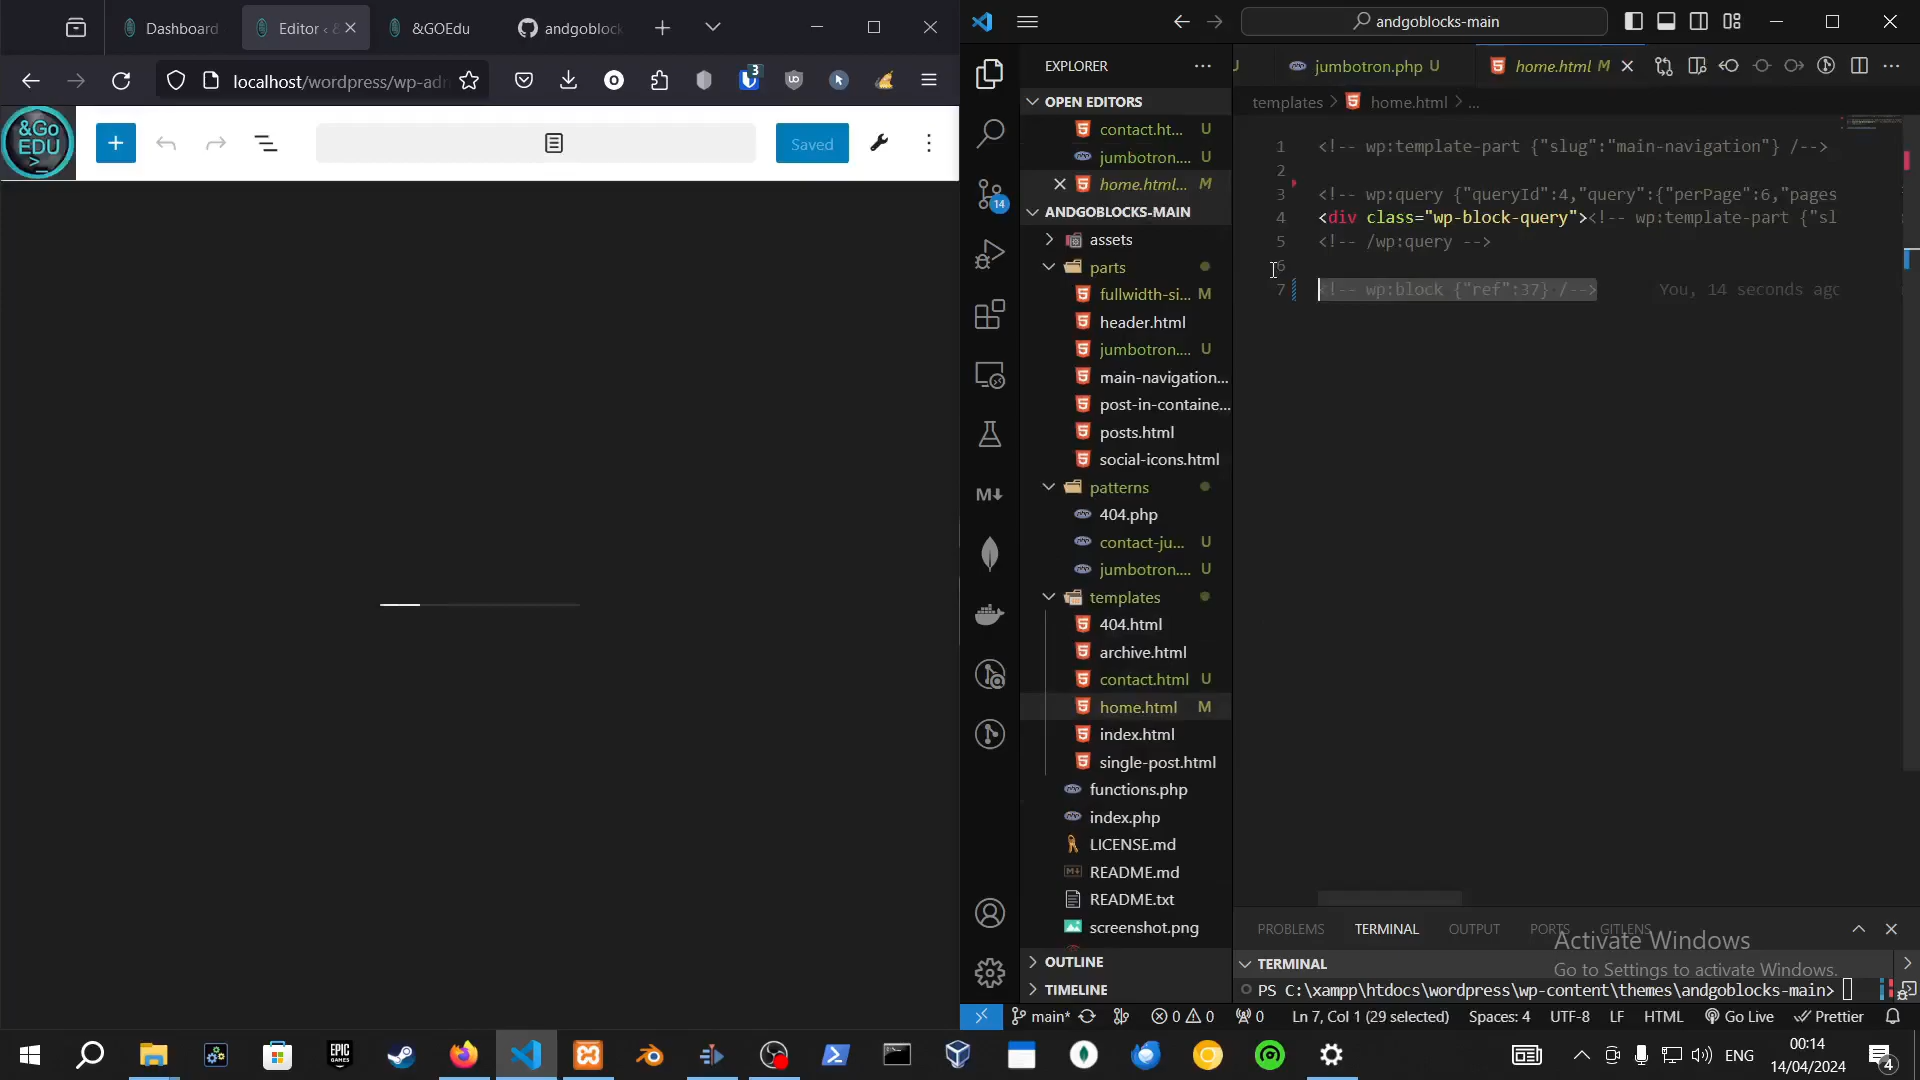 Dashboard
Editor ‹ &
&GOEdu
andgoblock
localhost/wordpress/wp-adr
3
&Go
EDU
>_
Saved
andgoblocks-main
EXPLORER
jumbotron.php U
home.html M
templates > home.html > ...
OPEN EDITORS
contact.ht... U
jumbotron.... U
home.html... M
ANDGOBLOCKS-MAIN
14
assets
parts
fullwidth-si... M
header.html
jumbotron.... U
main-navigation...
post-in-containe...
posts.html
social-icons.html
patterns
404.php
contact-ju... U
jumbotron.... U
templates
404.html
archive.html
contact.html U
home.html M
index.html
single-post.html
functions.php
index.php
LICENSE.md
README.md
README.txt
screenshot.png
OUTLINE
TIMELINE
1 <!-- wp:template-part {"slug":"main-navigation"} /-->
2
3 <!-- wp:query {"queryId":4,"query":{"perPage":6,"pages
4 <div class="wp-block-query"><!-- wp:template-part {"sl
5 <!-- /wp:query -->
6
7 <!-- wp:block {"ref":37} /--> You, 14 seconds ago
PROBLEMS TERMINAL OUTPUT PORTS GITLENS
Activate Windows
Go to Settings to activate Windows.
TERMINAL
PS C:\xampp\htdocs\wordpress\wp-content\themes\andgoblocks-main>
main* 0 0 0 Ln 7, Col 1 (29 selected) Spaces: 4 UTF-8 LF HTML Go Live Prettier
EPIC
GAMES
ENG
00:14
14/04/2024
4